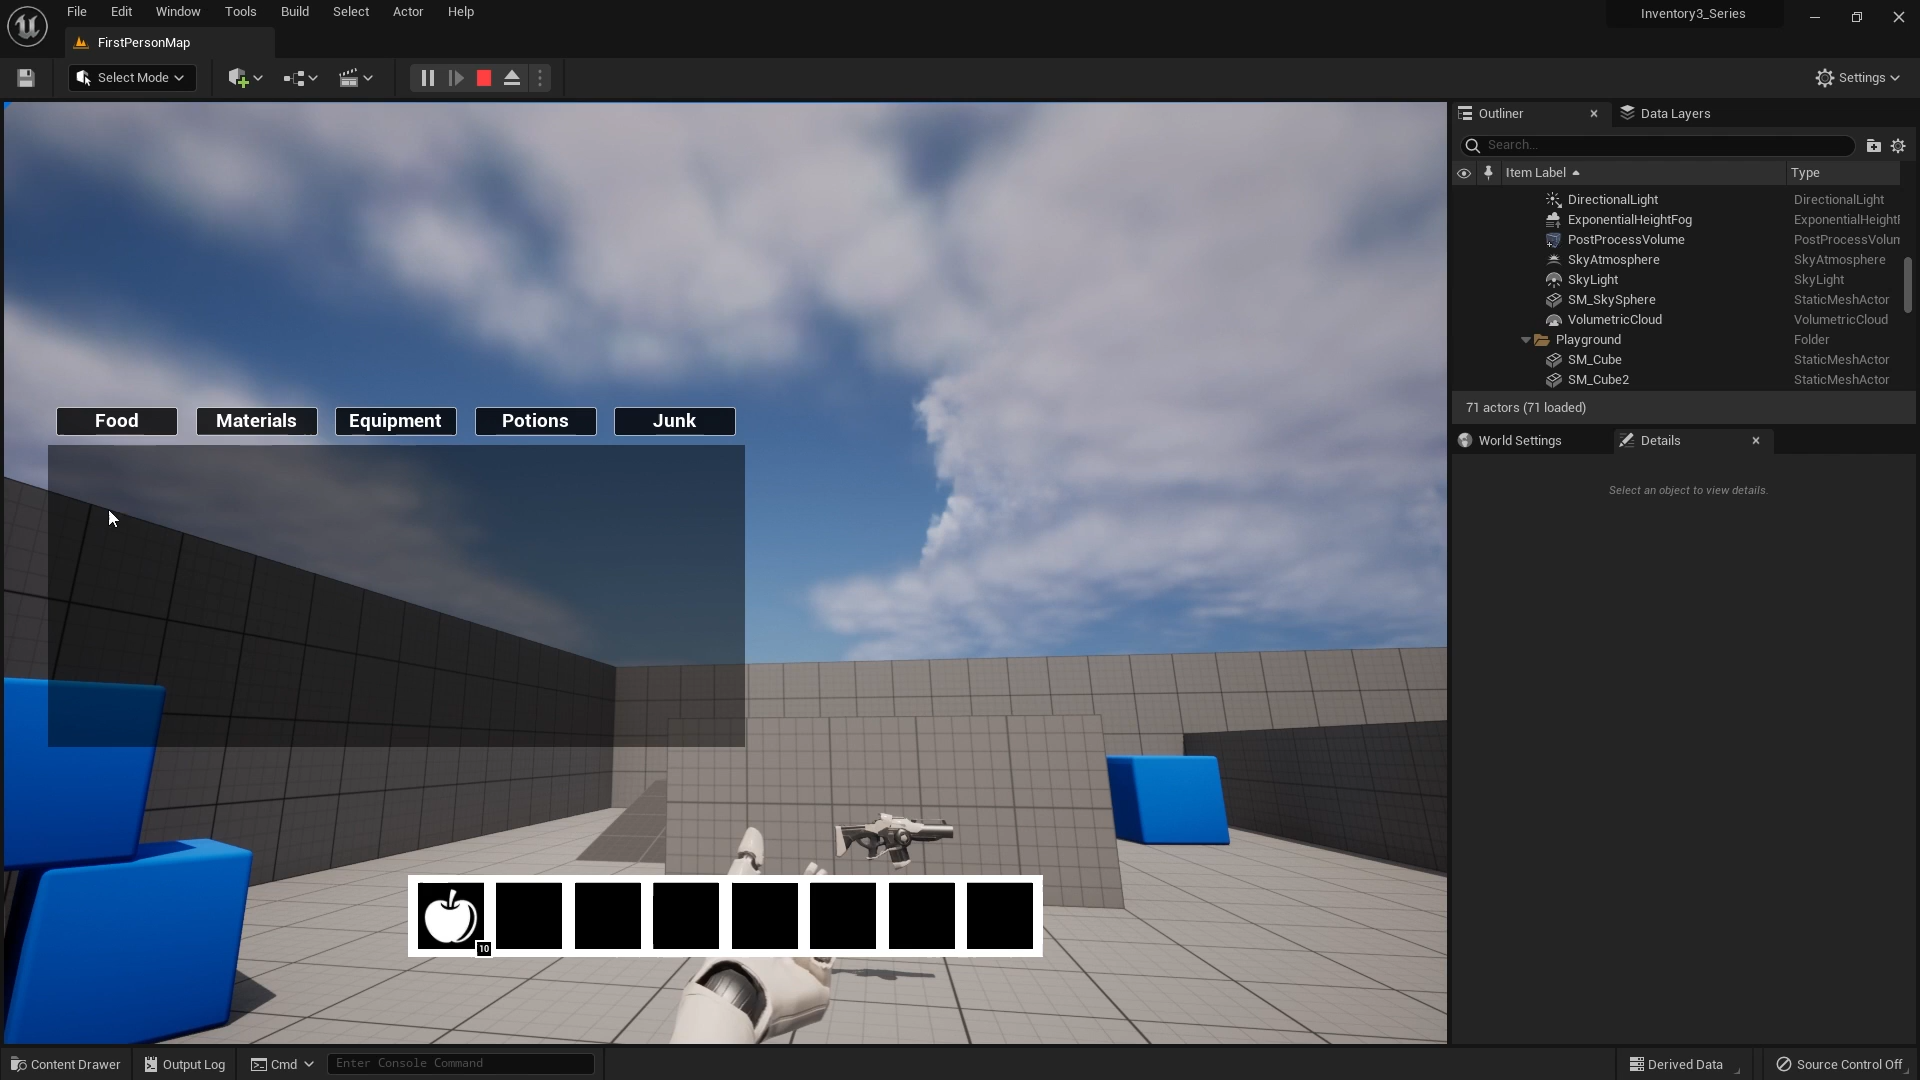 File Edit Window Tools Build Select Actor Help
Inventory3_Series
FirstPersonMap
Select Mode
Settings
Outliner
Data Layers
Search...
Item Label Type
DirectionalLight DirectionalLight
ExponentialHeightFog ExponentialHeightF
PostProcessVolume PostProcessVolum
SkyAtmosphere SkyAtmosphere
SkyLight SkyLight
SM_SkySphere StaticMeshActor
VolumetricCloud VolumetricCloud
Playground Folder
SM_Cube StaticMeshActor
SM_Cube2 StaticMeshActor
71 actors (71 loaded)
World Settings
Details
Select an object to view details.
Food Materials Equipment Potions Junk
10
Content Drawer
Output Log
Cmd
Enter Console Command
Derived Data
Source Control Off